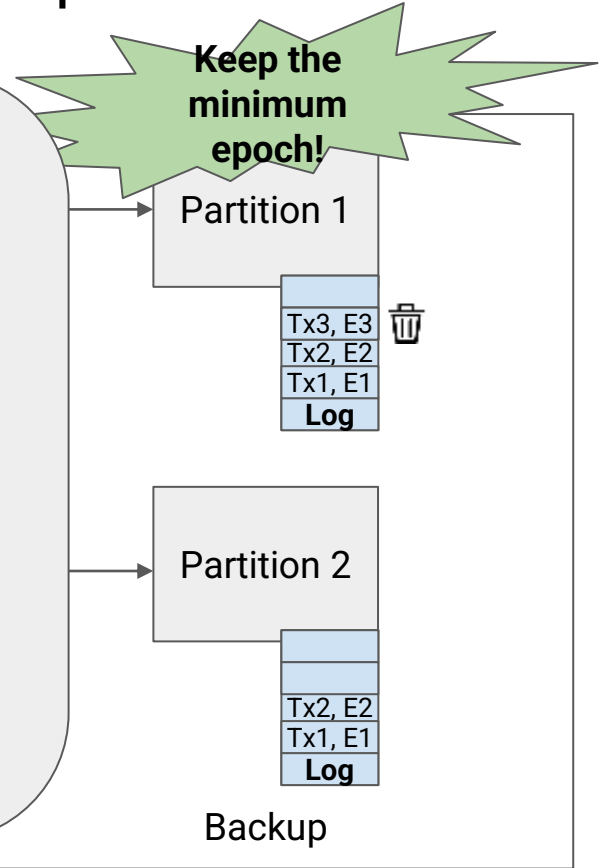 Keep the
minimum
epoch!
Partition 1
Tx3, E3
Tx2, E2
Tx1, E1
Log
Partition 2
Tx2, E2
Tx1, E1
Log
Backup